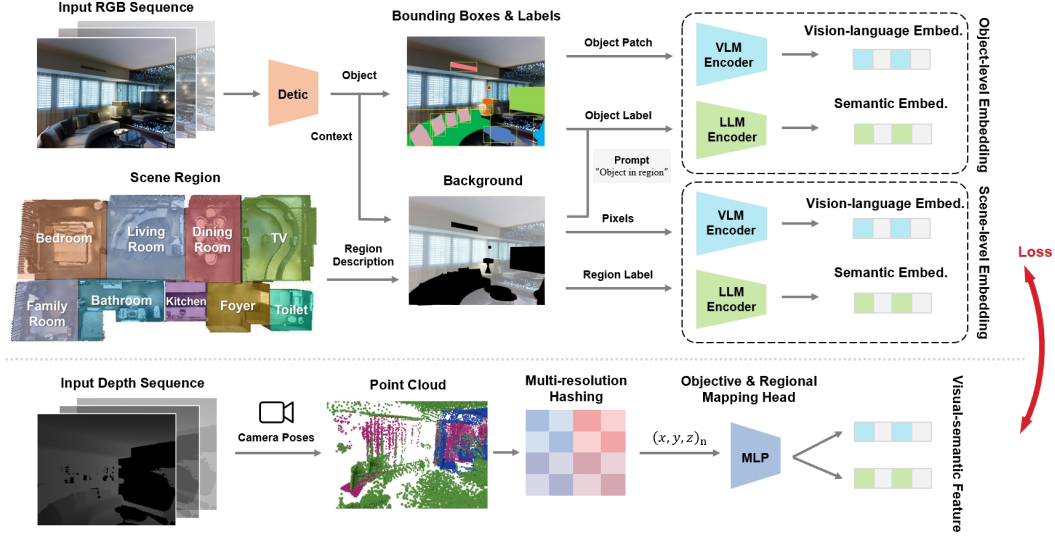 Input RGB Sequence
Detic
Object
Context
Bounding Boxes & Labels
Object Patch
Object Label
Prompt
"Object in region"
VLM
Encoder
Vision-language Embed.
LLM
Encoder
Semantic Embed.
Object-level Embedding
Scene Region
Bedroom
Living
Room
Dining
Room
TV
Family
Room
Bathroom
Kitchen
Foyer
Toilet
Region
Description
Background
Pixels
Region Label
VLM
Encoder
Vision-language Embed.
LLM
Encoder
Semantic Embed.
Scene-level Embedding
Loss
Input Depth Sequence
Camera Poses
Point Cloud
Multi-resolution
Hashing
(x, y, z)n
Objective & Regional
Mapping Head
MLP
Visual-semantic Feature